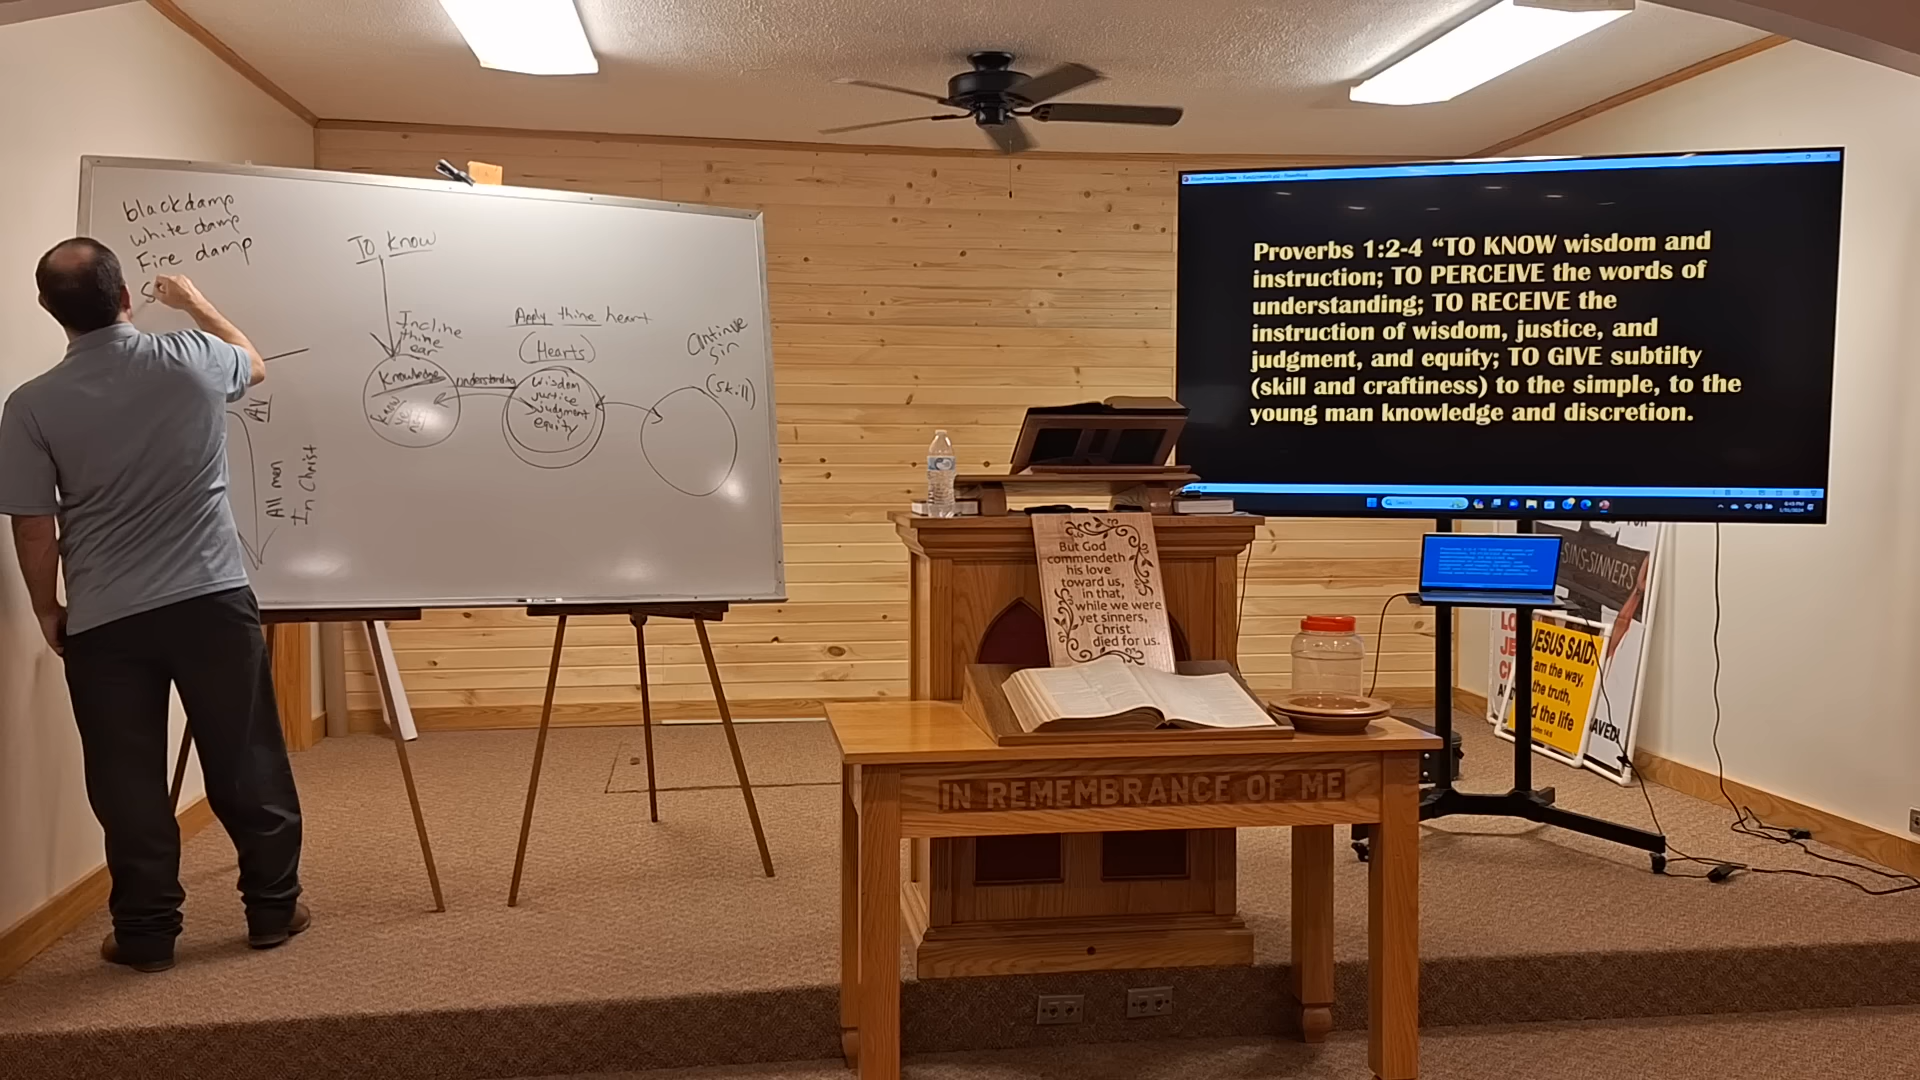 blackdamp
white damp
Fire damp
To know
Incline
thine
ear
Apply thine heart
(Hearts)
Continue
sin
(skill)
knowledge
know
understanding
wisdom
justice
judgment
equity
AV
All men
In Christ
Proverbs 1:2-4 “TO KNOW wisdom and
instruction; TO PERCEIVE the words of
understanding; TO RECEIVE the
instruction of wisdom, justice, and
judgment, and equity; TO GIVE subtilty
(skill and craftiness) to the simple, to the
young man knowledge and discretion.
But God
commendeth
his love
toward us,
in that,
while we were
yet sinners,
Christ
died for us.
IN REMEMBRANCE OF ME
SINS-SINNERS
JESUS SAID:
am the way,
the truth,
d the life
John 14:6
AVED!